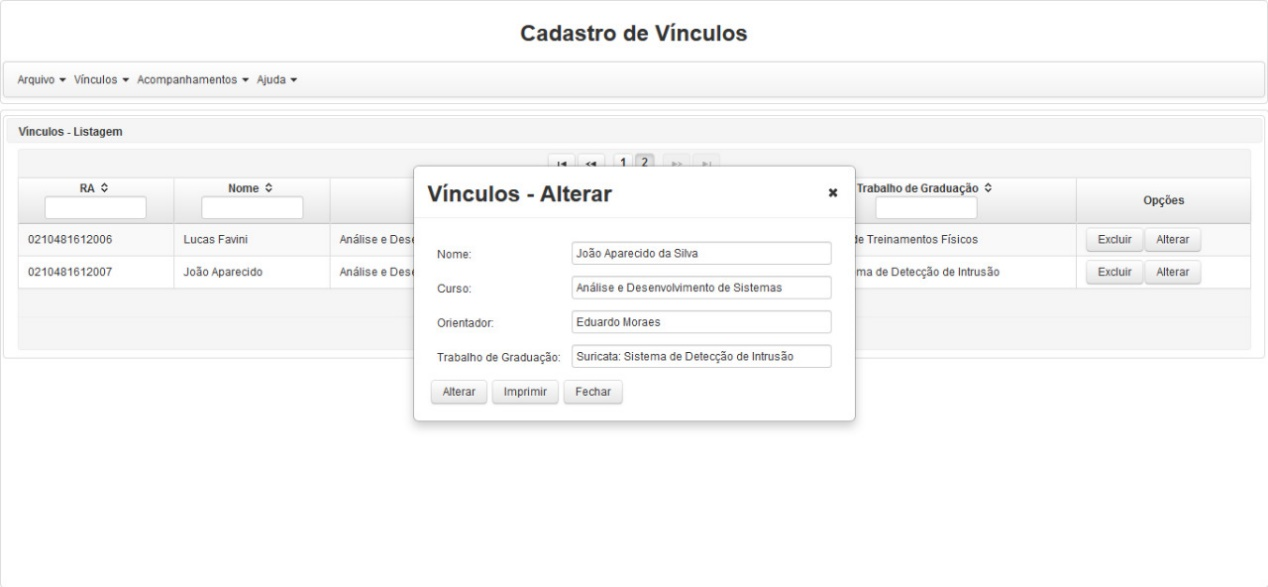 Cadastro de Vínculos
Arquivo Vínculos Acompanhamentos Ajuda
Vínculos - Listagem
1 2
RA Nome Trabalho de Graduação Opções
0210481612006 Lucas Favini Análise e Dese de Treinamentos Físicos Excluir Alterar
0210481612007 João Aparecido Análise e Dese ma de Detecção de Intrusão Excluir Alterar
Vínculos - Alterar
Nome: João Aparecido da Silva
Curso: Análise e Desenvolvimento de Sistemas
Orientador: Eduardo Moraes
Trabalho de Graduação: Suricata: Sistema de Detecção de Intrusão
Alterar Imprimir Fechar